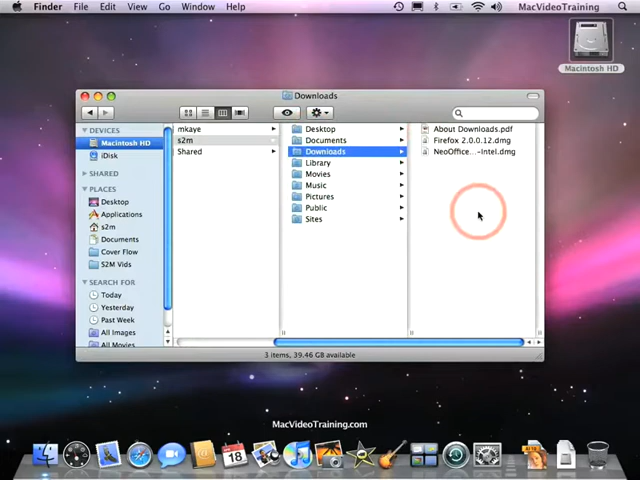 Finder File Edit View Go Window Help MacVideoTraining
Macintosh HD
Downloads
DEVICES
Macintosh HD
iDisk
SHARED
PLACES
Desktop
Applications
s2m
Documents
Cover Flow
S2M Vids
SEARCH FOR
Today
Yesterday
Past Week
All Images
All Movies
mkaye
s2m
Shared
Desktop
Documents
Downloads
Library
Movies
Music
Pictures
Public
Sites
About Downloads.pdf
Firefox 2.0.0.12.dmg
NeoOffice...-Intel.dmg
3 items, 39.46 GB available
MacVideoTraining.com
18